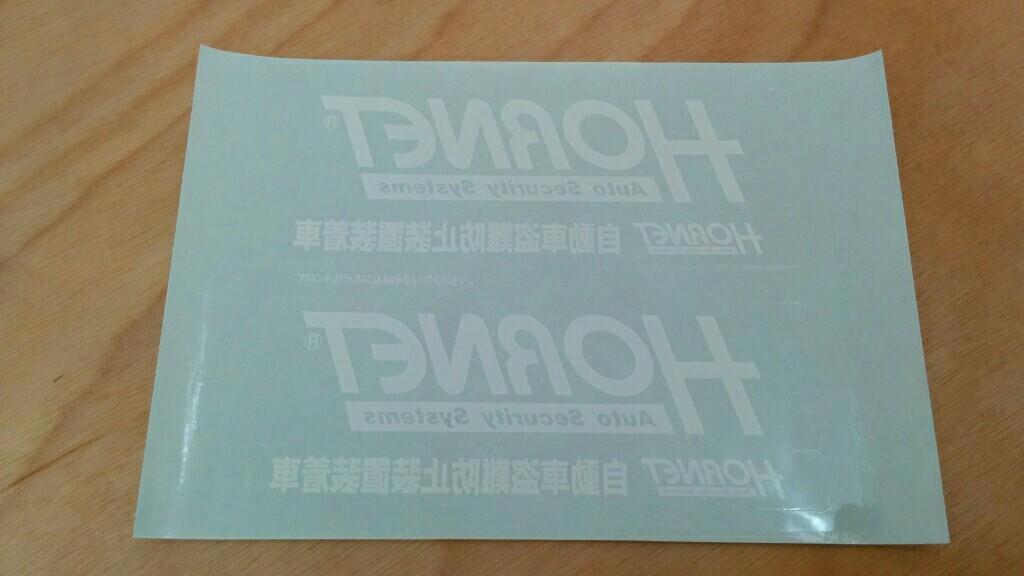 HORNET®
Auto Security Systems
HORNET 自動車盗難防止装置装着車
フロントガラスには貼らないでください。
HORNET®
Auto Security Systems
HORNET 自動車盗難防止装置装着車